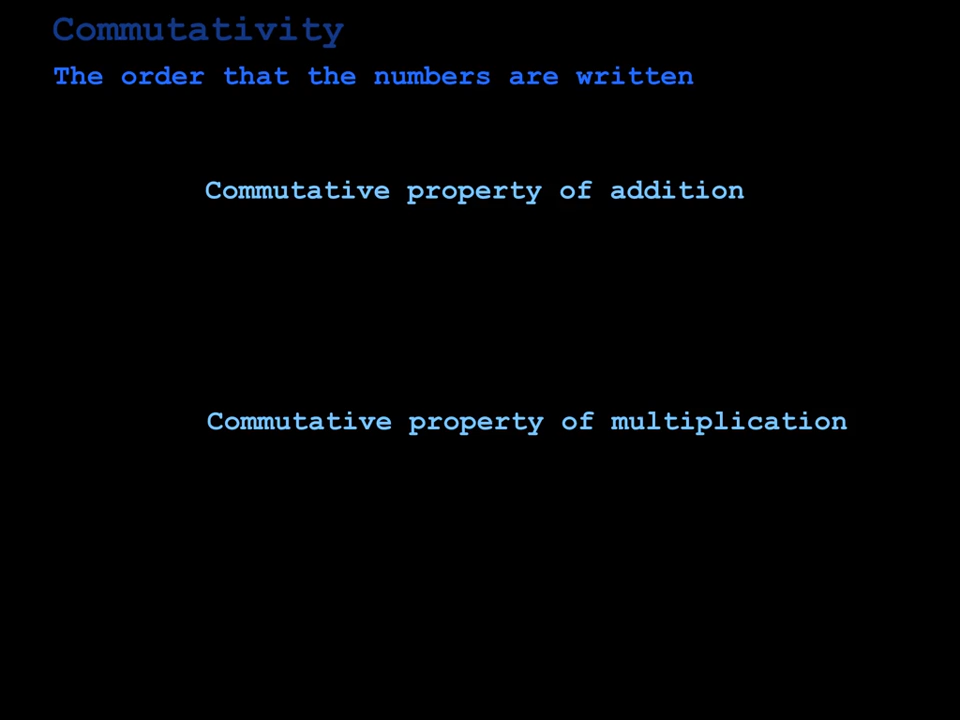 Commutativity
The order that the numbers are written
Commutative property of addition
Commutative property of multiplication